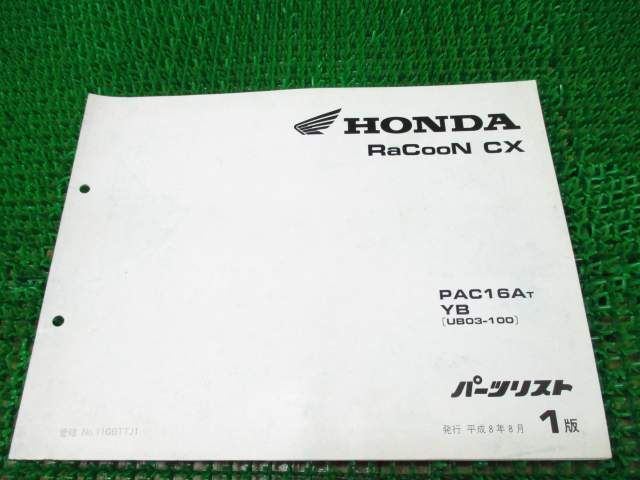 HONDA
RaCooN CX
PAC16AT
YB
[UB03-100]
パーツリスト
発行 平成8年8月 1版